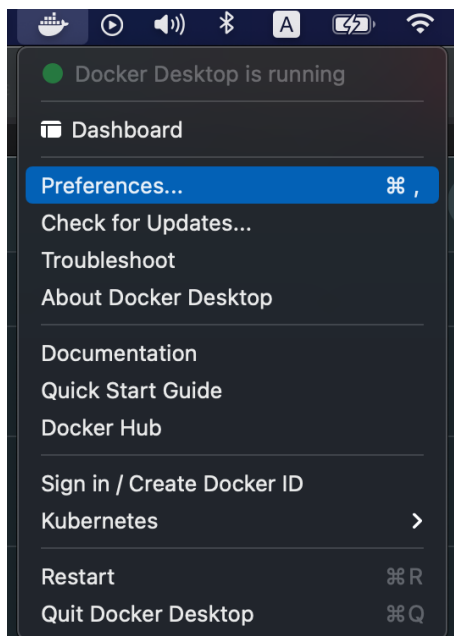 A
Docker Desktop is running
Dashboard
Preferences... ⌘ ,
Check for Updates...
Troubleshoot
About Docker Desktop
Documentation
Quick Start Guide
Docker Hub
Sign in / Create Docker ID
Kubernetes
Restart ⌘ R
Quit Docker Desktop ⌘ Q